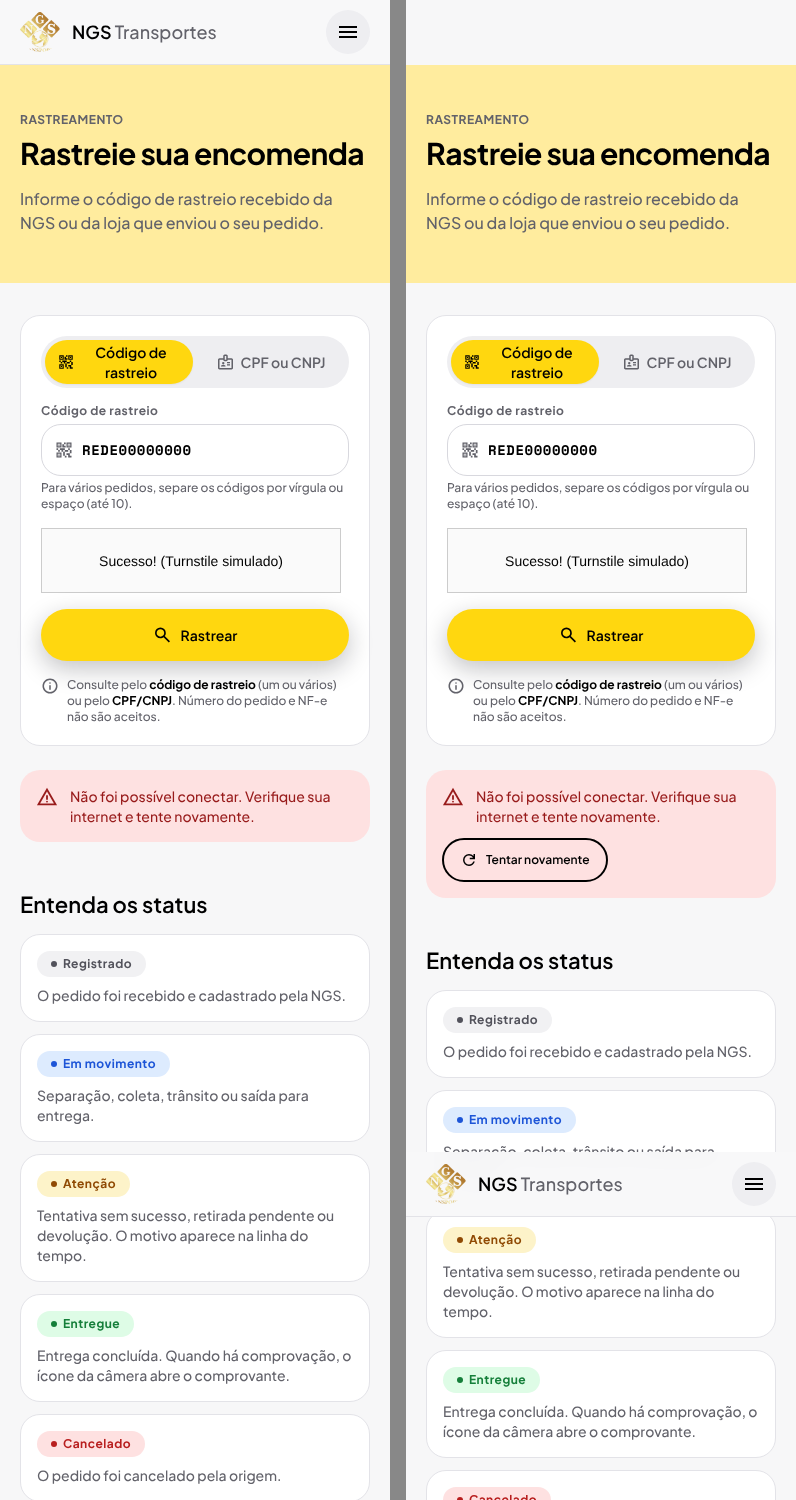 NGS Transportes
RASTREAMENTO
Rastreie sua encomenda
Informe o código de rastreio recebido da
NGS ou da loja que enviou o seu pedido.
Código de
rastreio
CPF ou CNPJ
Código de rastreio
REDE00000000
Para vários pedidos, separe os códigos por vírgula ou
espaço (até 10).
Sucesso! (Turnstile simulado)
Rastrear
Consulte pelo código de rastreio (um ou vários)
ou pelo CPF/CNPJ. Número do pedido e NF-e
não são aceitos.
Não foi possível conectar. Verifique sua
internet e tente novamente.
Entenda os status
Registrado
O pedido foi recebido e cadastrado pela NGS.
Em movimento
Separação, coleta, trânsito ou saída para
entrega.
Atenção
Tentativa sem sucesso, retirada pendente ou
devolução. O motivo aparece na linha do
tempo.
Entregue
Entrega concluída. Quando há comprovação, o
ícone da câmera abre o comprovante.
Cancelado
O pedido foi cancelado pela origem.
RASTREAMENTO
Rastreie sua encomenda
Informe o código de rastreio recebido da
NGS ou da loja que enviou o seu pedido.
Código de
rastreio
CPF ou CNPJ
Código de rastreio
REDE00000000
Para vários pedidos, separe os códigos por vírgula ou
espaço (até 10).
Sucesso! (Turnstile simulado)
Rastrear
Consulte pelo código de rastreio (um ou vários)
ou pelo CPF/CNPJ. Número do pedido e NF-e
não são aceitos.
Não foi possível conectar. Verifique sua
internet e tente novamente.
Tentar novamente
Entenda os status
Registrado
O pedido foi recebido e cadastrado pela NGS.
Em movimento
Separação, coleta, trânsito ou saída para
NGS Transportes
Atenção
Tentativa sem sucesso, retirada pendente ou
devolução. O motivo aparece na linha do
tempo.
Entregue
Entrega concluída. Quando há comprovação, o
ícone da câmera abre o comprovante.
Cancelado